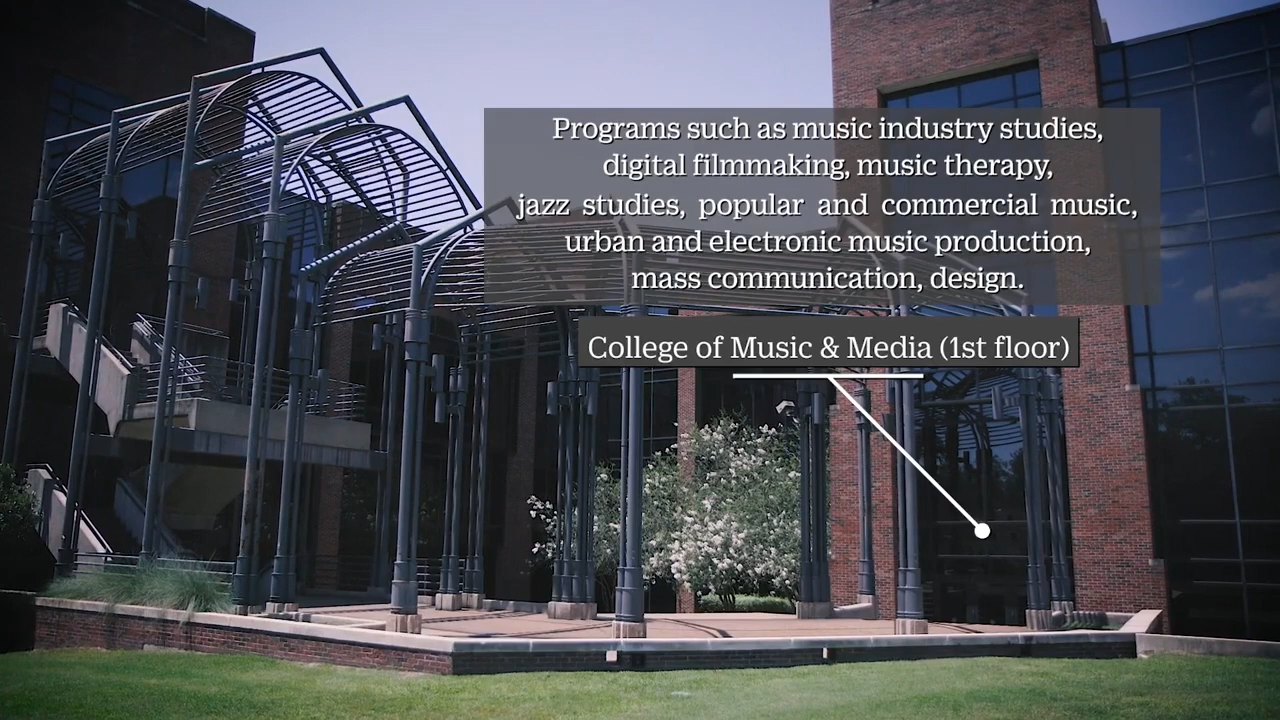 Programs such as music industry studies,
digital filmmaking, music therapy,
jazz studies, popular and commercial music,
urban and electronic music production,
mass communication, design.
College of Music & Media (1st floor)